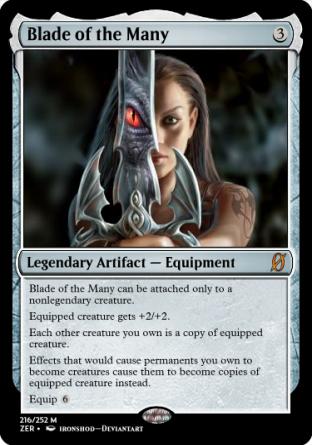 Blade of the Many 3
Legendary Artifact — Equipment
Blade of the Many can be attached only to a
nonlegendary creature.
Equipped creature gets +2/+2.
Each other creature you own is a copy of equipped
creature.
Effects that would cause permanents you own to
become creatures cause them to become copies of
equipped creature instead.
Equip 6
216/252 M
ZER • IRONSHOD—DEVIANTART